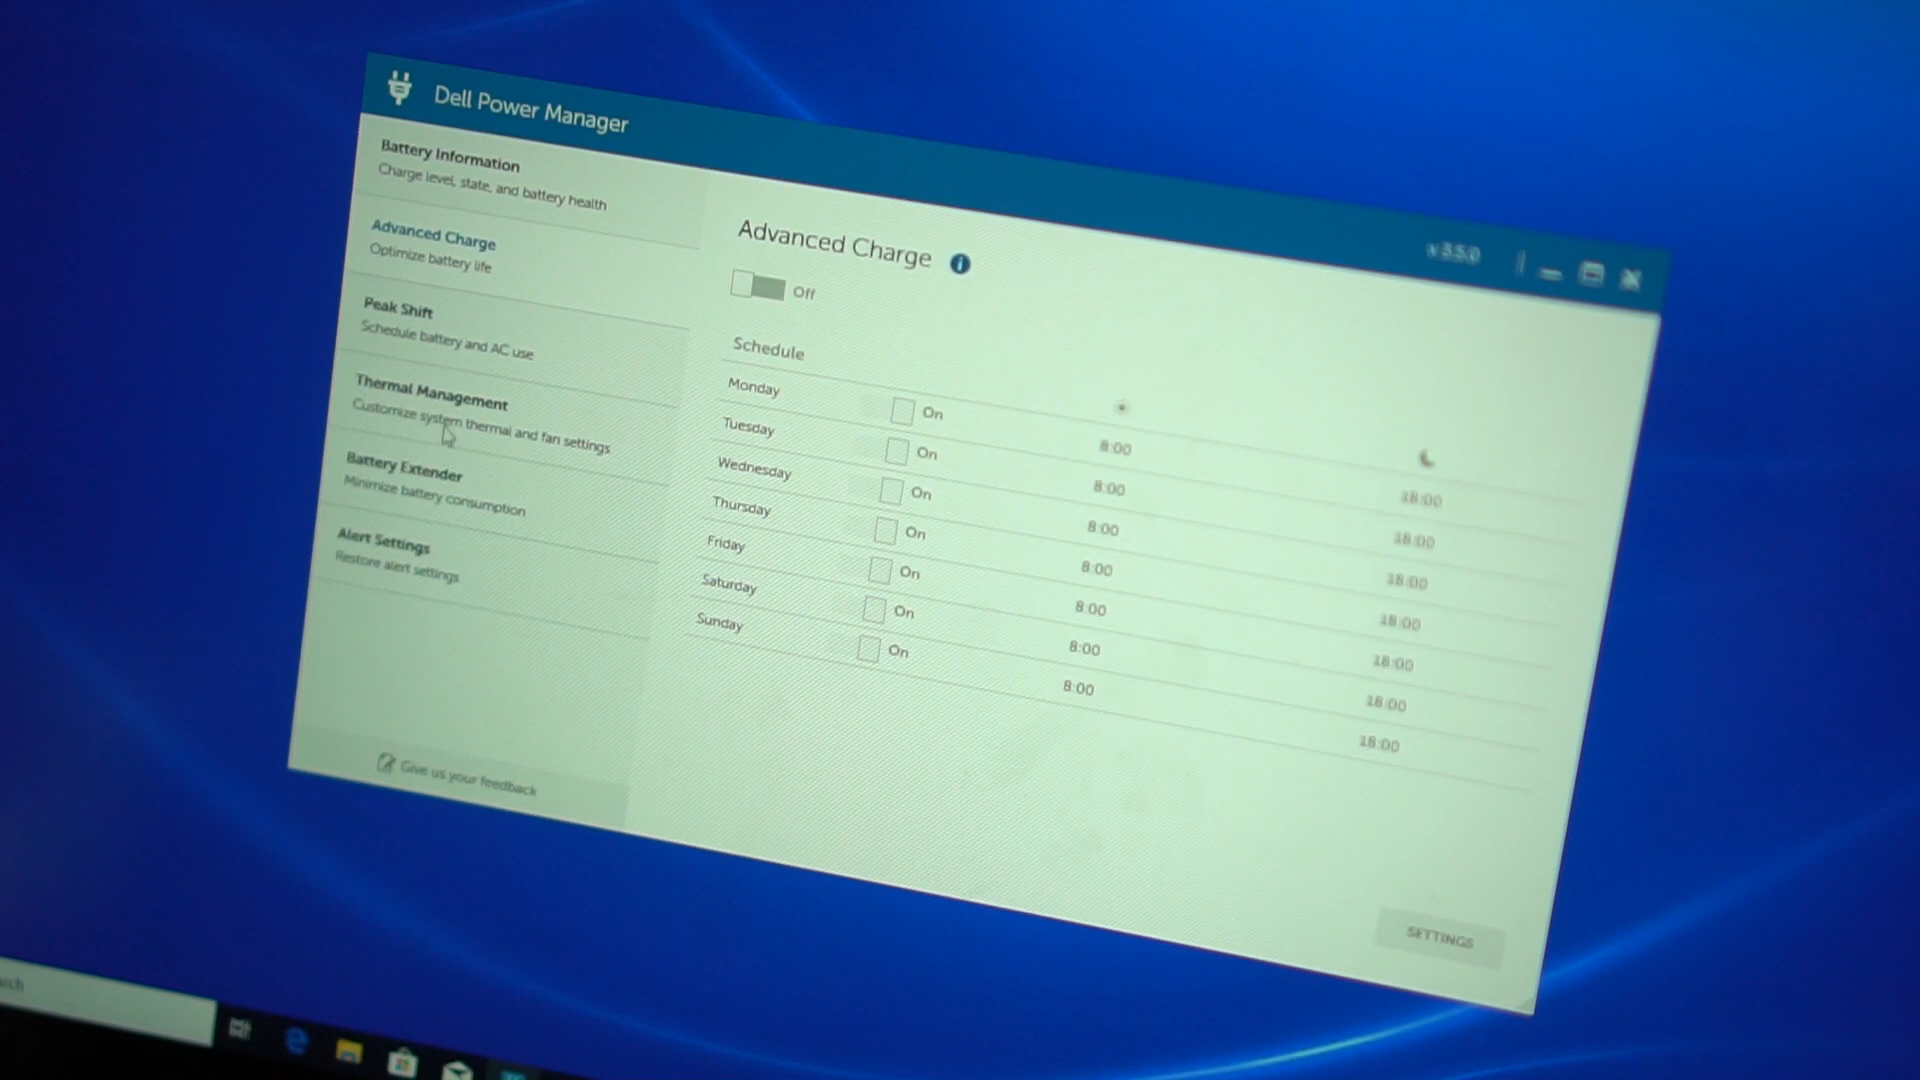 Dell Power Manager
v 3.5.0
Battery Information
Charge level, state, and battery health
Advanced Charge
Optimize battery life
Peak Shift
Schedule battery and AC use
Thermal Management
Customize system thermal and fan settings
Battery Extender
Minimize battery consumption
Alert Settings
Restore alert settings
Give us your feedback
Advanced Charge
Off
Schedule
Monday On 8:00 18:00
Tuesday On 8:00 18:00
Wednesday On 8:00 18:00
Thursday On 8:00 18:00
Friday On 8:00 18:00
Saturday On 8:00 18:00
Sunday On 8:00 18:00
SETTINGS